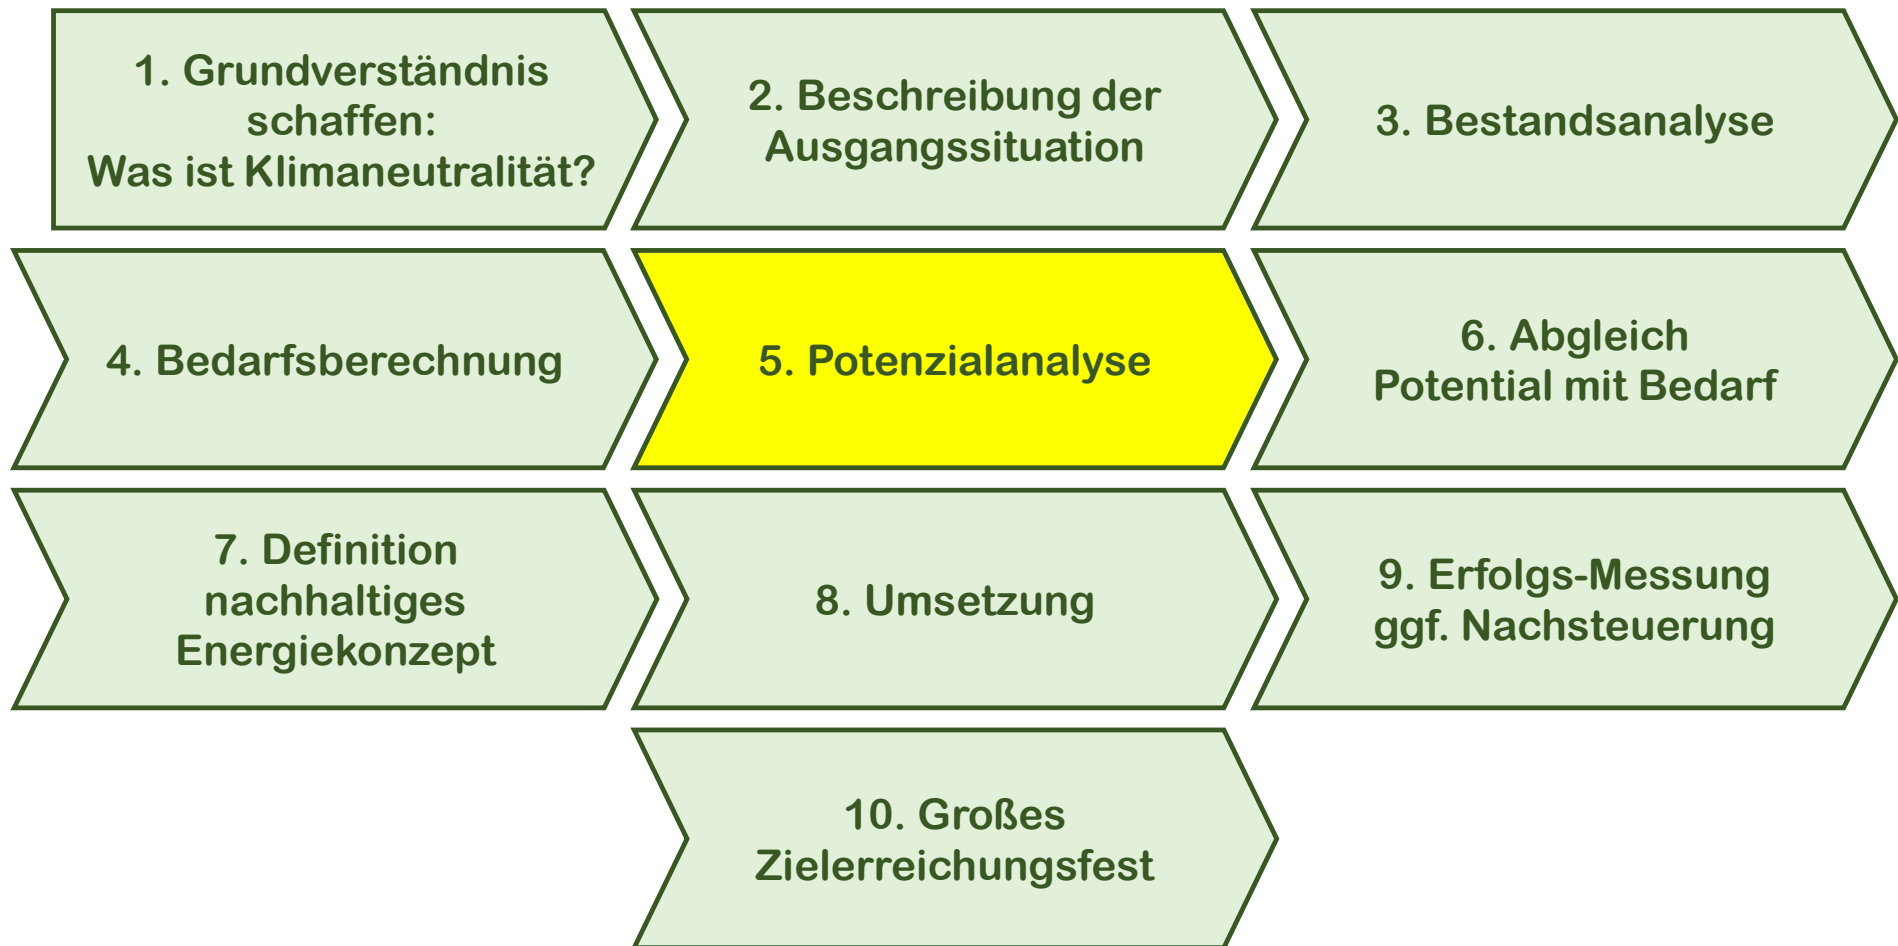 1. Grundverständnis
schaffen:
Was ist Klimaneutralität?
2. Beschreibung der
Ausgangssituation
3. Bestandsanalyse
4. Bedarfsberechnung
5. Potenzialanalyse
6. Abgleich
Potential mit Bedarf
7. Definition
nachhaltiges
Energiekonzept
8. Umsetzung
9. Erfolgs-Messung
ggf. Nachsteuerung
10. Großes
Zielerreichungsfest